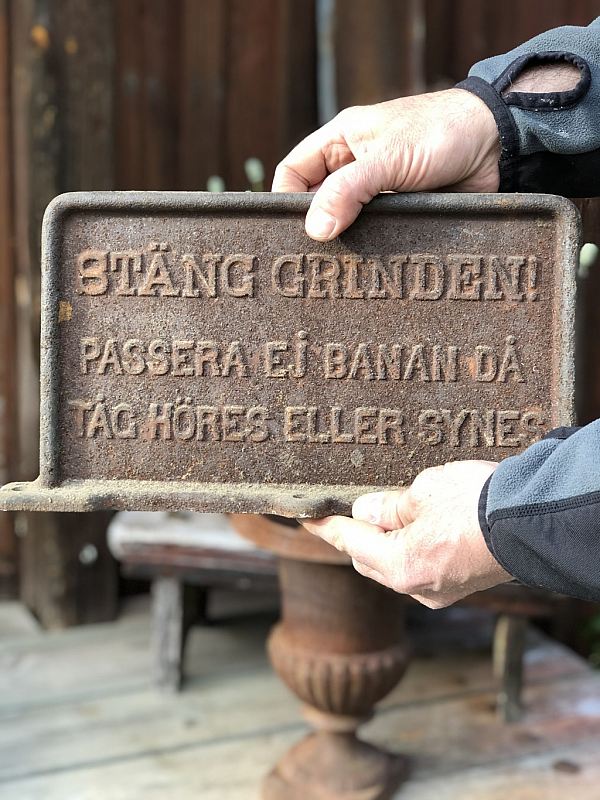 STÄNG GRINDEN!
PASSERA EJ BANAN DÅ
TÅG HÖRES ELLER SYNES